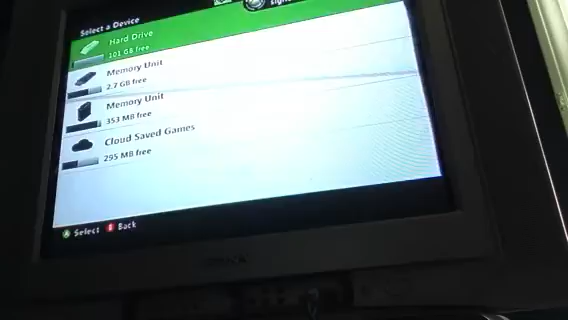 Select a Device
Hard Drive
101 GB free
Memory Unit
2.7 GB free
Memory Unit
353 MB free
Cloud Saved Games
295 MB free
A Select B Back